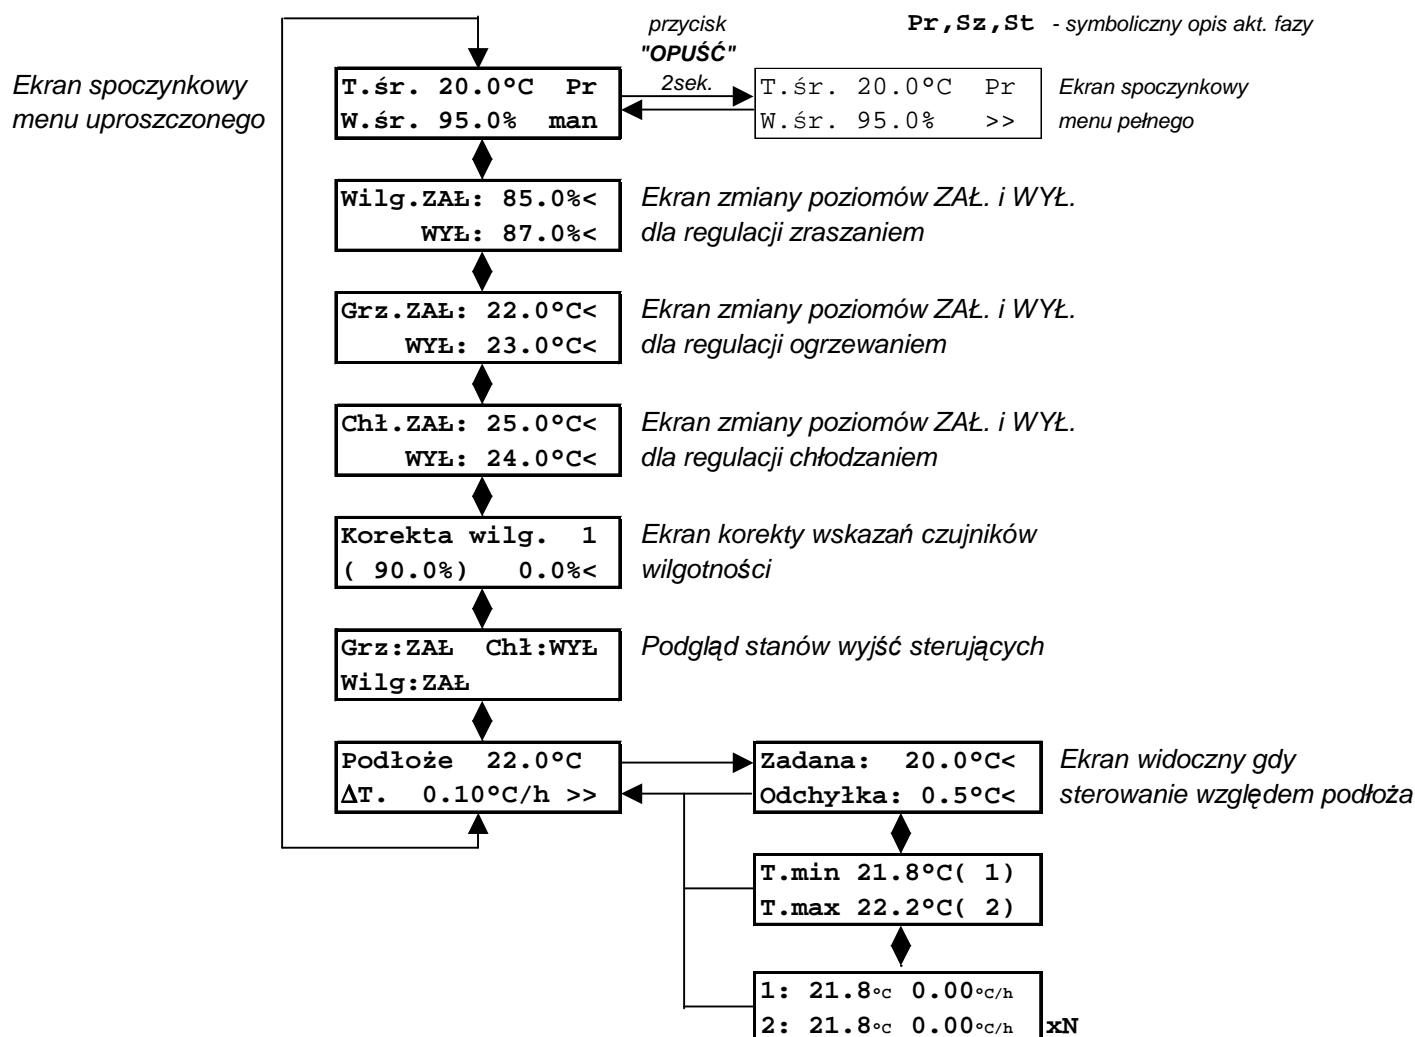 przycisk
"OPUŚĆ"
2sek.
Pr,Sz,St - symboliczny opis akt. fazy
Ekran spoczynkowy
menu uproszczonego
T.śr. 20.0°C Pr
W.śr. 95.0% man
T.śr. 20.0°C Pr
W.śr. 95.0% >>
Ekran spoczynkowy
menu pełnego
Wilg.ZAŁ: 85.0%<
WYŁ: 87.0%<
Ekran zmiany poziomów ZAŁ. i WYŁ.
dla regulacji zraszaniem
Grz.ZAŁ: 22.0°C<
WYŁ: 23.0°C<
Ekran zmiany poziomów ZAŁ. i WYŁ.
dla regulacji ogrzewaniem
Chł.ZAŁ: 25.0°C<
WYŁ: 24.0°C<
Ekran zmiany poziomów ZAŁ. i WYŁ.
dla regulacji chłodzaniem
Korekta wilg. 1
( 90.0%) 0.0%<
Ekran korekty wskazań czujników
wilgotności
Grz:ZAŁ Chł:WYŁ
Wilg:ZAŁ
Podgląd stanów wyjść sterujących
Podłoże 22.0°C
ΔT. 0.10°C/h >>
Zadana: 20.0°C<
Odchyłka: 0.5°C<
Ekran widoczny gdy
sterowanie względem podłoża
T.min 21.8°C( 1)
T.max 22.2°C( 2)
1: 21.8°C 0.00°C/h
2: 21.8°C 0.00°C/h xN